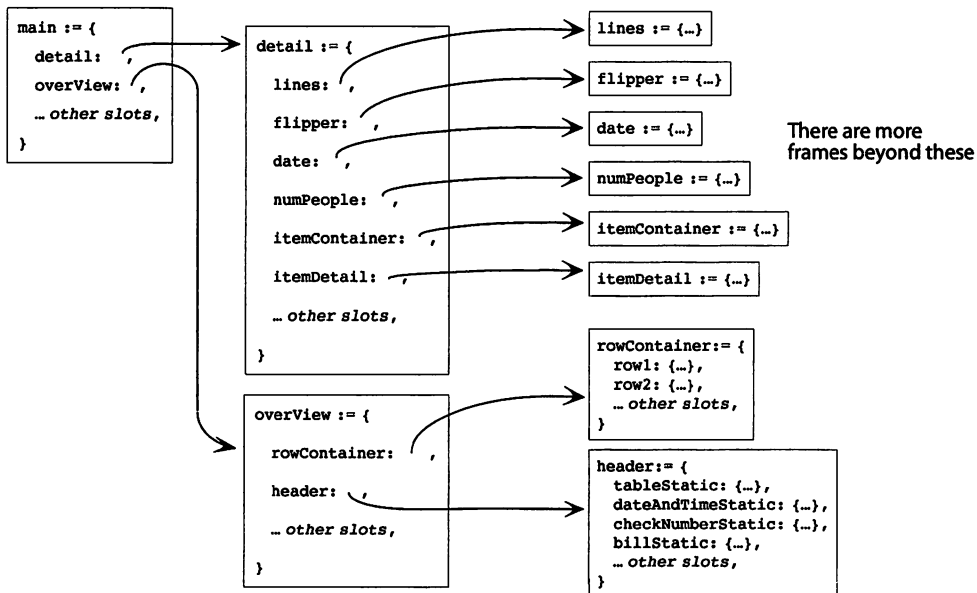 main := {
detail: ,
overView: ,
… other slots,
}
detail := {
lines: ,
flipper: ,
date: ,
numPeople: ,
itemContainer: ,
itemDetail: ,
… other slots,
}
overView := {
rowContainer: ,
header: ,
… other slots,
}
lines := {…}
flipper := {…}
date := {…}
numPeople := {…}
itemContainer := {…}
itemDetail := {…}
rowContainer:= {
row1: {…},
row2: {…},
… other slots,
}
header:= {
tableStatic: {…},
dateAndTimeStatic: {…},
checkNumberStatic: {…},
billStatic: {…},
… other slots,
}
There are more
frames beyond these